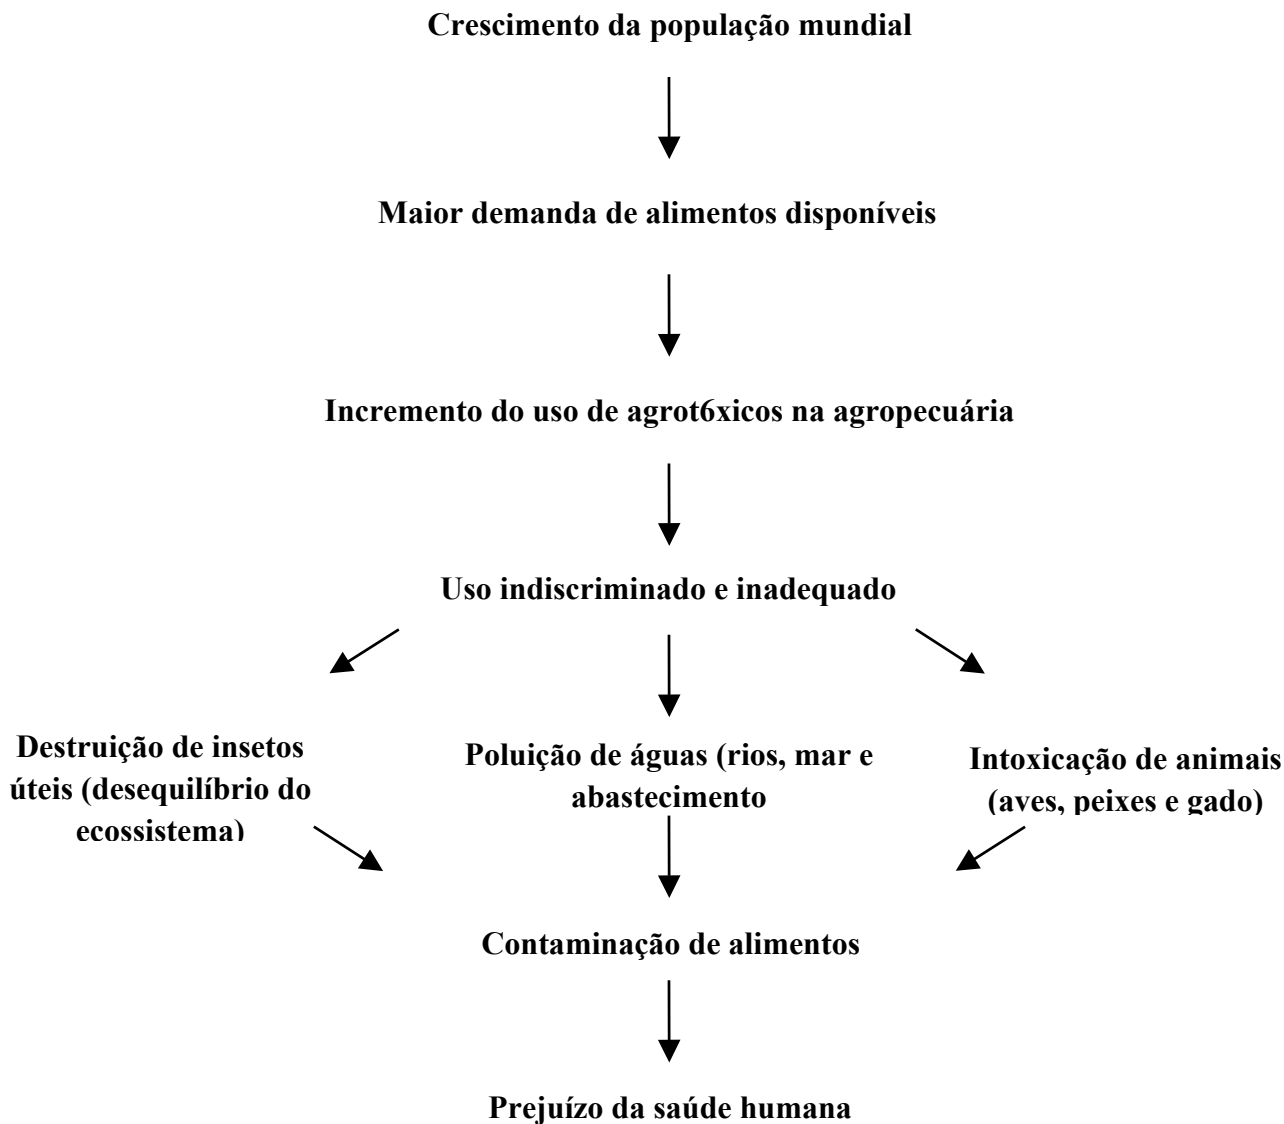 Crescimento da população mundial
Maior demanda de alimentos disponíveis
Incremento do uso de agrot6xicos na agropecuária
Uso indiscriminado e inadequado
Destruição de insetos
úteis (desequilíbrio do
ecossistema)
Poluição de águas (rios, mar e
abastecimento
Intoxicação de animais
(aves, peixes e gado)
Contaminação de alimentos
Prejuízo da saúde humana